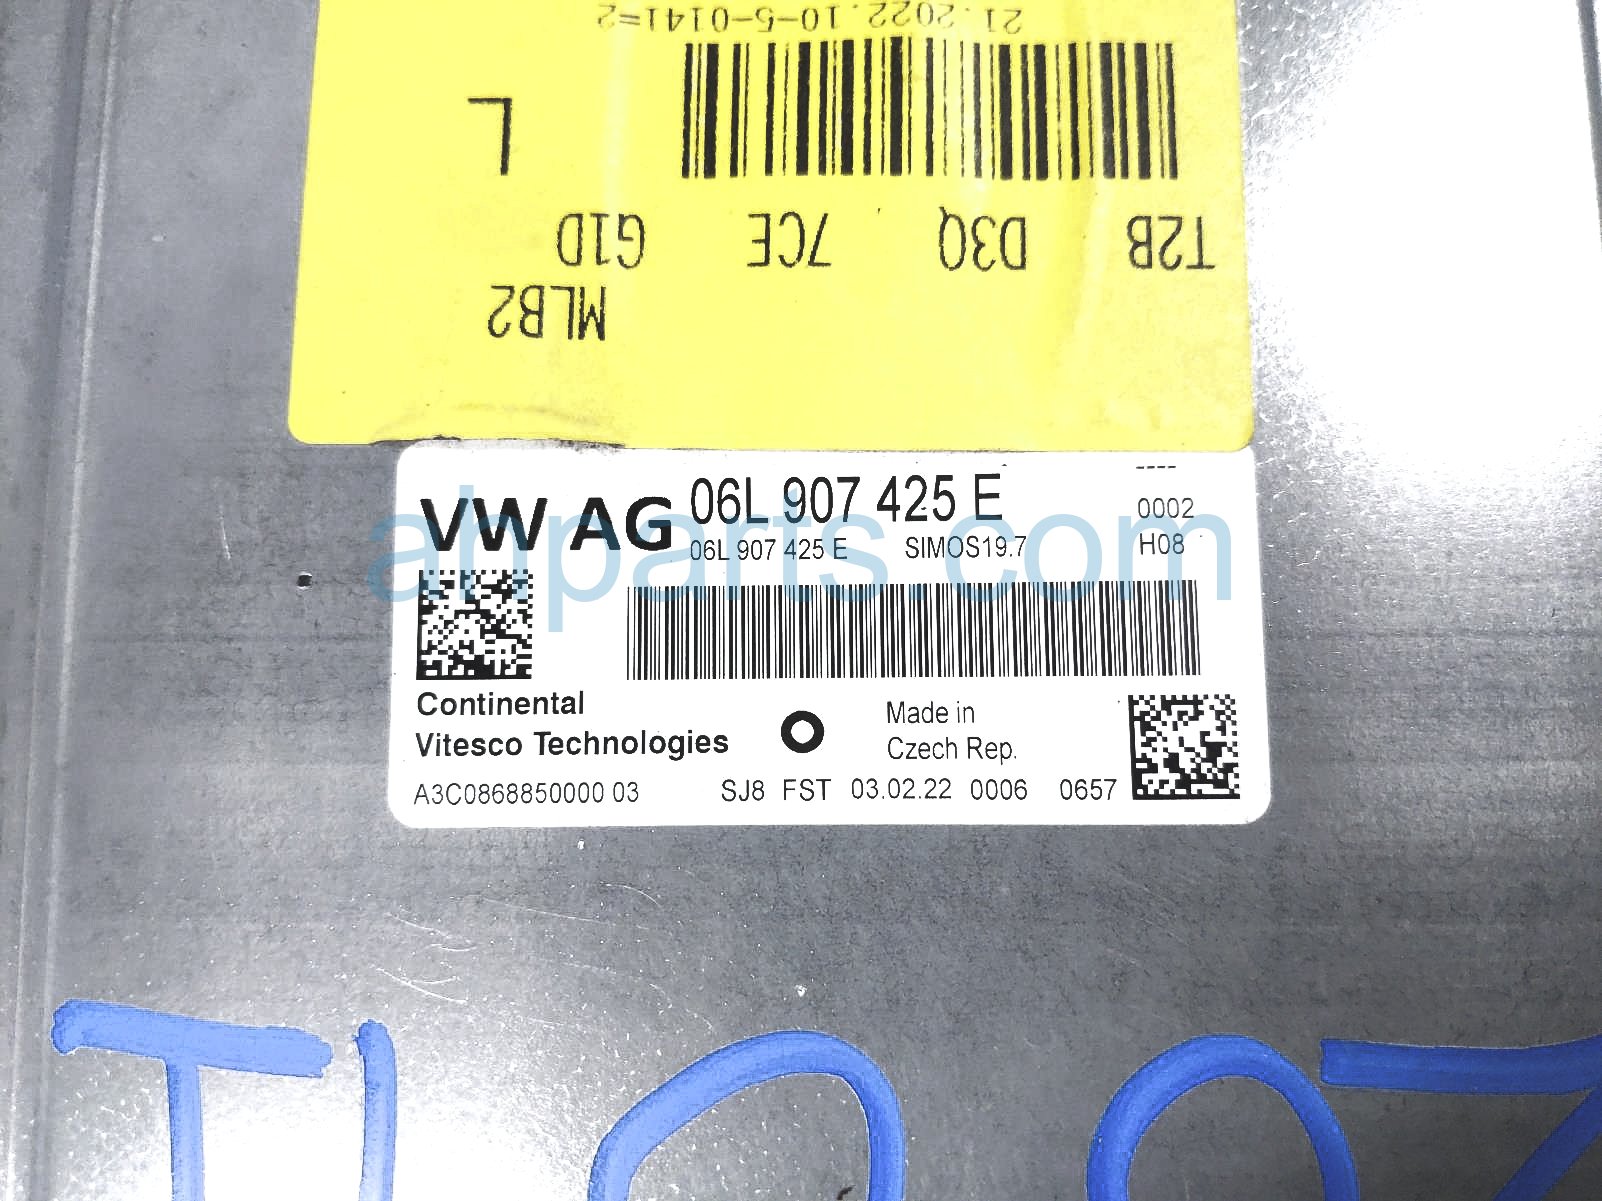 21.2022.10-5-0141=2
L
T2B D3Q 7CE G1D
MLB2
VW AG 06L 907 425 E ----
0002
06L 907 425 E SIMOS19.7 H08
ahparts.com
Continental
Vitesco Technologies
Made in
Czech Rep.
A3C0868850000 03 SJ8 FST 03.02.22 0006 0657